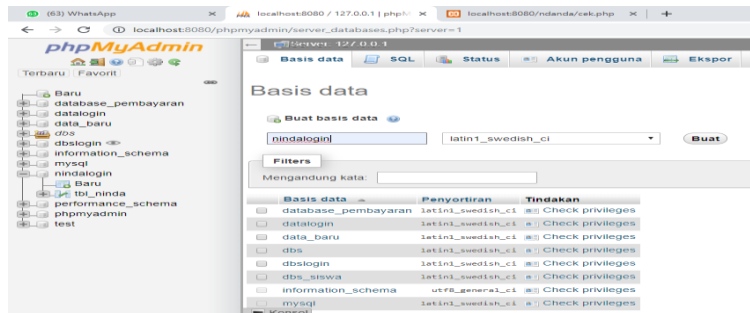 (63) WhatsApp
localhost:8080 / 127.0.0.1 | phpM
localhost:8080/ndanda/cek.php
localhost:8080/phpmyadmin/server_databases.php?server=1
phpMyAdmin
Terbaru Favorit
Baru
database_pembayaran
datalogin
data_baru
dbs
dbslogin
information_schema
mysql
nindalogin
Baru
tbl_ninda
performance_schema
phpmyadmin
test
Server: 127.0.0.1
Basis data SQL Status Akun pengguna Ekspor
Basis data
Buat basis data
nindalogin latin1_swedish_ci Buat
Filters
Mengandung kata:
Basis data Penyortiran Tindakan
database_pembayaran latin1_swedish_ci Check privileges
datalogin latin1_swedish_ci Check privileges
data_baru latin1_swedish_ci Check privileges
dbs latin1_swedish_ci Check privileges
dbslogin latin1_swedish_ci Check privileges
dbs_siswa latin1_swedish_ci Check privileges
information_schema utf8_general_ci Check privileges
mysql latin1_swedish_ci Check privileges
Konsol